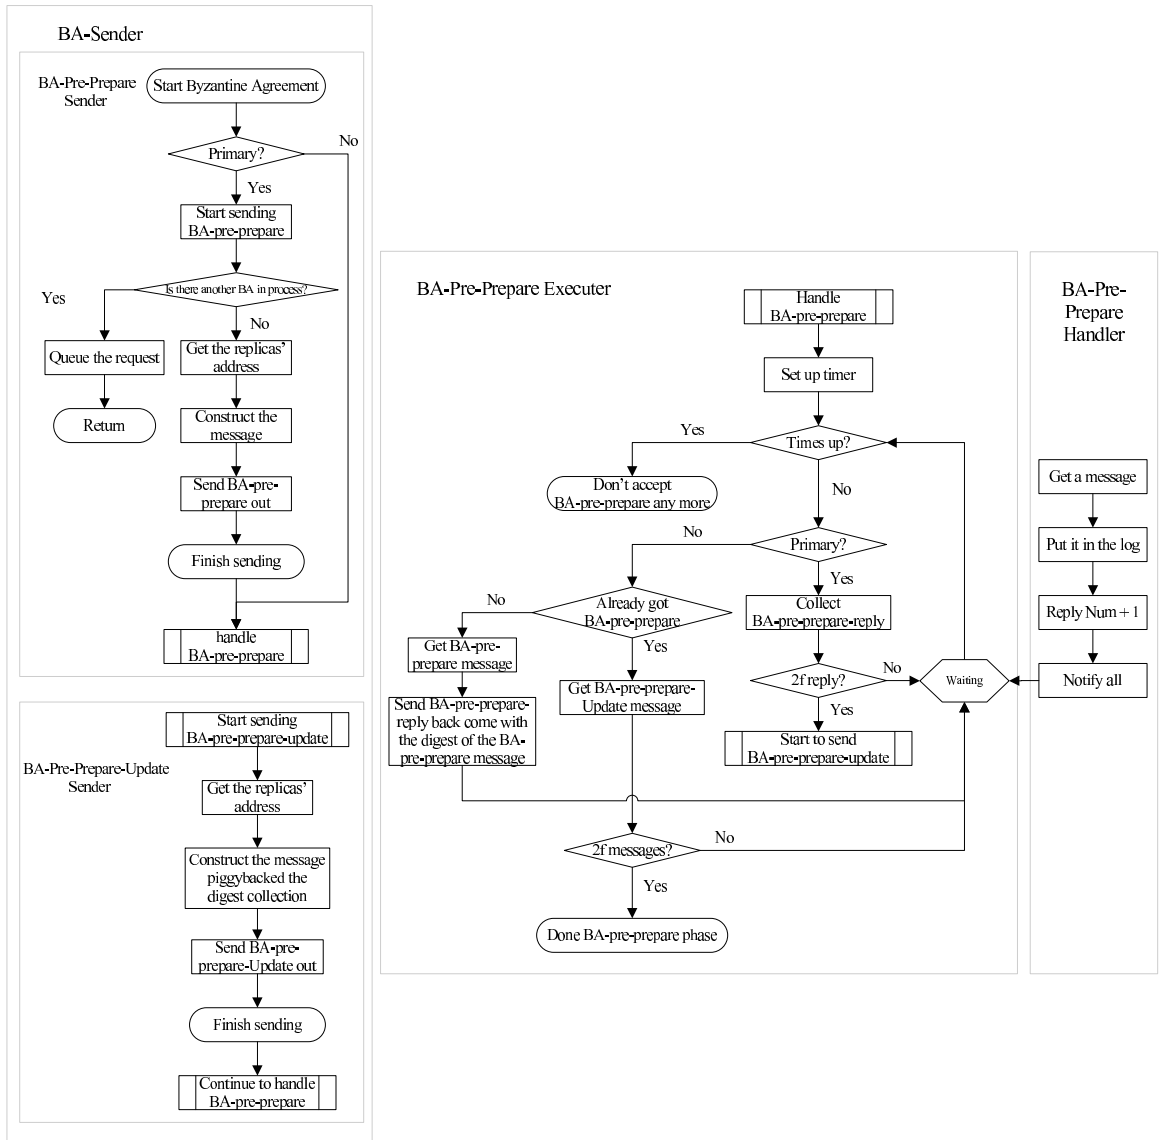 BA-Sender
BA-Pre-Prepare
Sender
Start Byzantine Agreement
No
Primary?
Yes
Start sending
BA-pre-prepare
Is there another BA in process?
Yes
No
Queue the request
Get the replicas'
address
Return
Construct the
message
Send BA-pre-
prepare out
Finish sending
handle
BA-pre-prepare
Start sending
BA-pre-prepare-update
BA-Pre-Prepare-Update
Sender
Get the replicas'
address
Construct the message
piggybacked the
digest collection
Send BA-pre-
prepare-Update out
Finish sending
Continue to handle
BA-pre-prepare
BA-Pre-Prepare Executer
Handle
BA-pre-prepare
Set up timer
Yes
Times up?
Don't accept
BA-pre-prepare any more
No
No
Primary?
Yes
No
Already got
BA-pre-prepare
Collect
BA-pre-prepare-reply
Get BA-pre-
prepare message
Yes
2f reply?
No
Waiting
Send BA-pre-prepare-
reply back come with
the digest of the BA-
pre-prepare message
Get BA-pre-prepare-
Update message
Yes
Start to send
BA-pre-prepare-update
2f messages?
No
Yes
Done BA-pre-prepare phase
BA-Pre-
Prepare
Handler
Get a message
Put it in the log
Reply Num + 1
Notify all